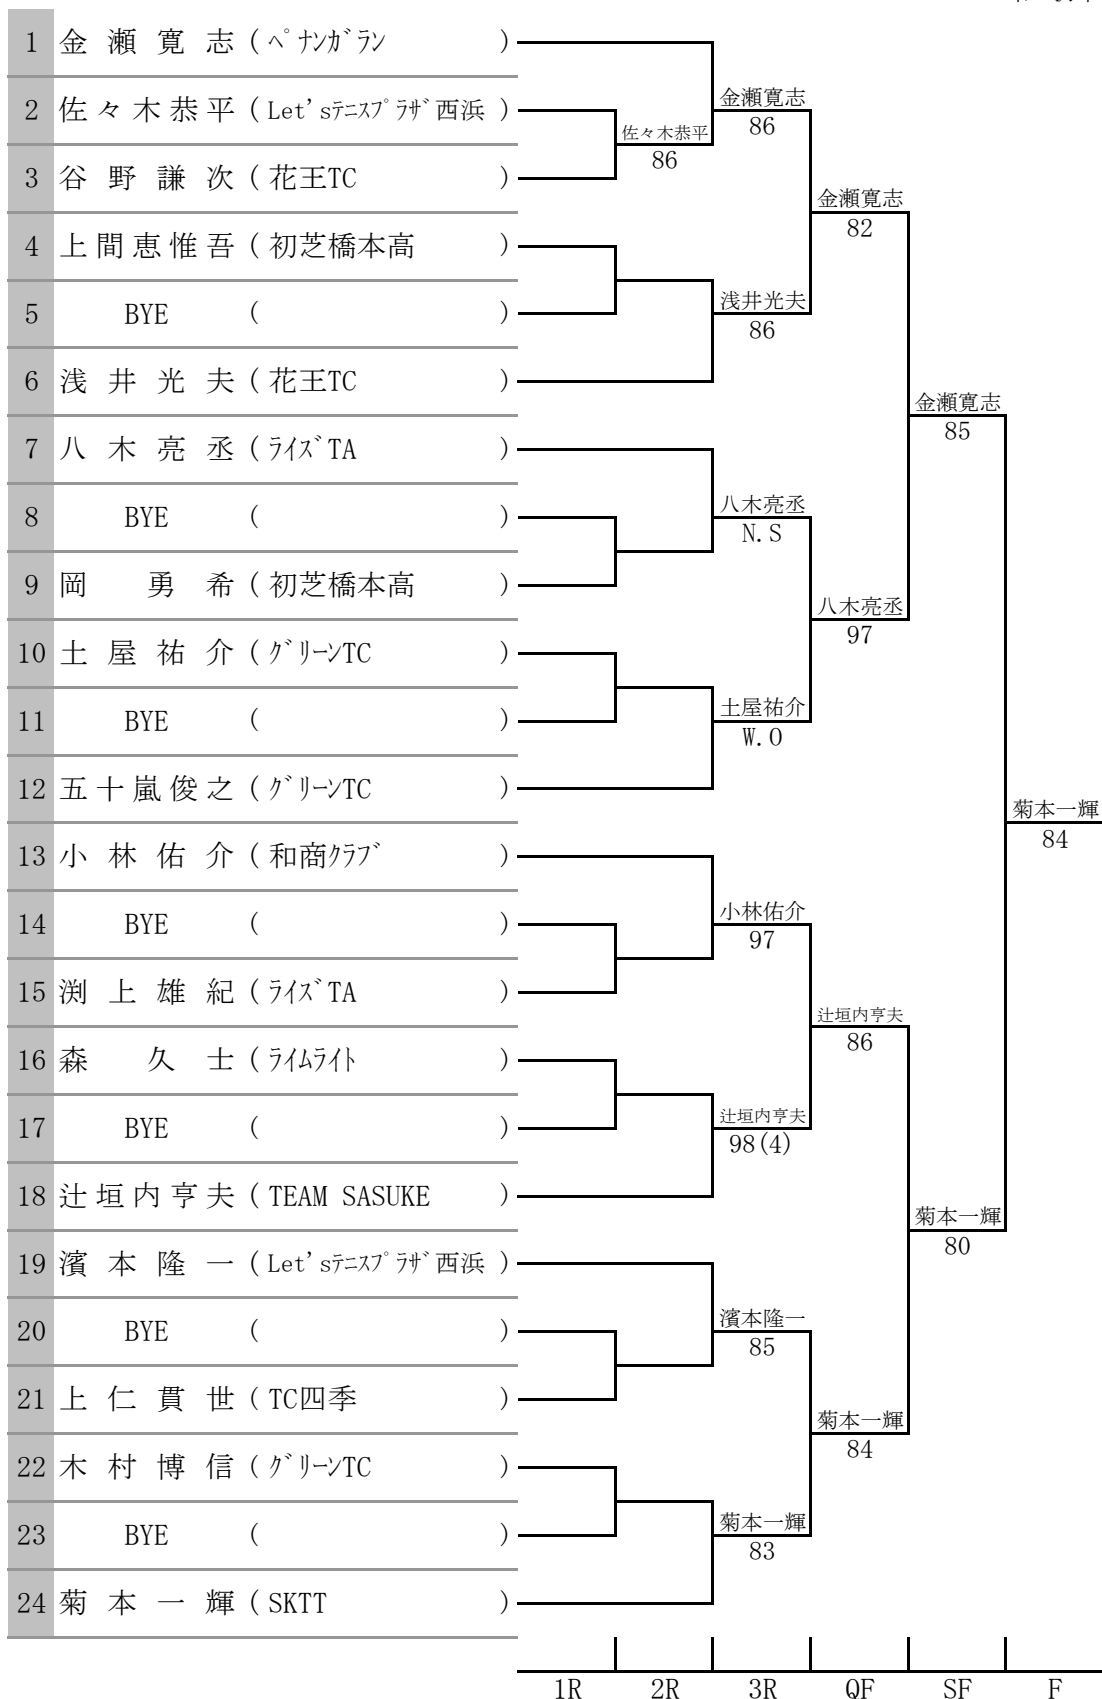 1 金瀬寛志 (ペナンガラン)
金瀬寛志
2 佐々木恭平 (Let'sテニスプラザ西浜)
佐々木恭平 86
86
3 谷野謙次 (花王TC)
金瀬寛志
82
4 上間恵惟吾 (初芝橋本高)
浅井光夫
5 BYE ( )
86
6 浅井光夫 (花王TC)
金瀬寛志
85
7 八木亮丞 (ライズTA)
八木亮丞
8 BYE ( )
N.S
9 岡勇希 (初芝橋本高)
八木亮丞
97
10 土屋祐介 (グリーンTC)
土屋祐介
11 BYE ( )
W.O
12 五十嵐俊之 (グリーンTC)
菊本一輝
84
13 小林佑介 (和商クラブ)
小林佑介
14 BYE ( )
97
15 渕上雄紀 (ライズTA)
辻垣内亨夫
86
16 森久士 (ライムライト)
辻垣内亨夫
17 BYE ( )
98(4)
18 辻垣内亨夫 (TEAM SASUKE)
菊本一輝
80
19 濱本隆一 (Let'sテニスプラザ西浜)
濱本隆一
20 BYE ( )
85
21 上仁貫世 (TC四季)
菊本一輝
84
22 木村博信 (グリーンTC)
菊本一輝
23 BYE ( )
83
24 菊本一輝 (SKTT)
1R 2R 3R QF SF F